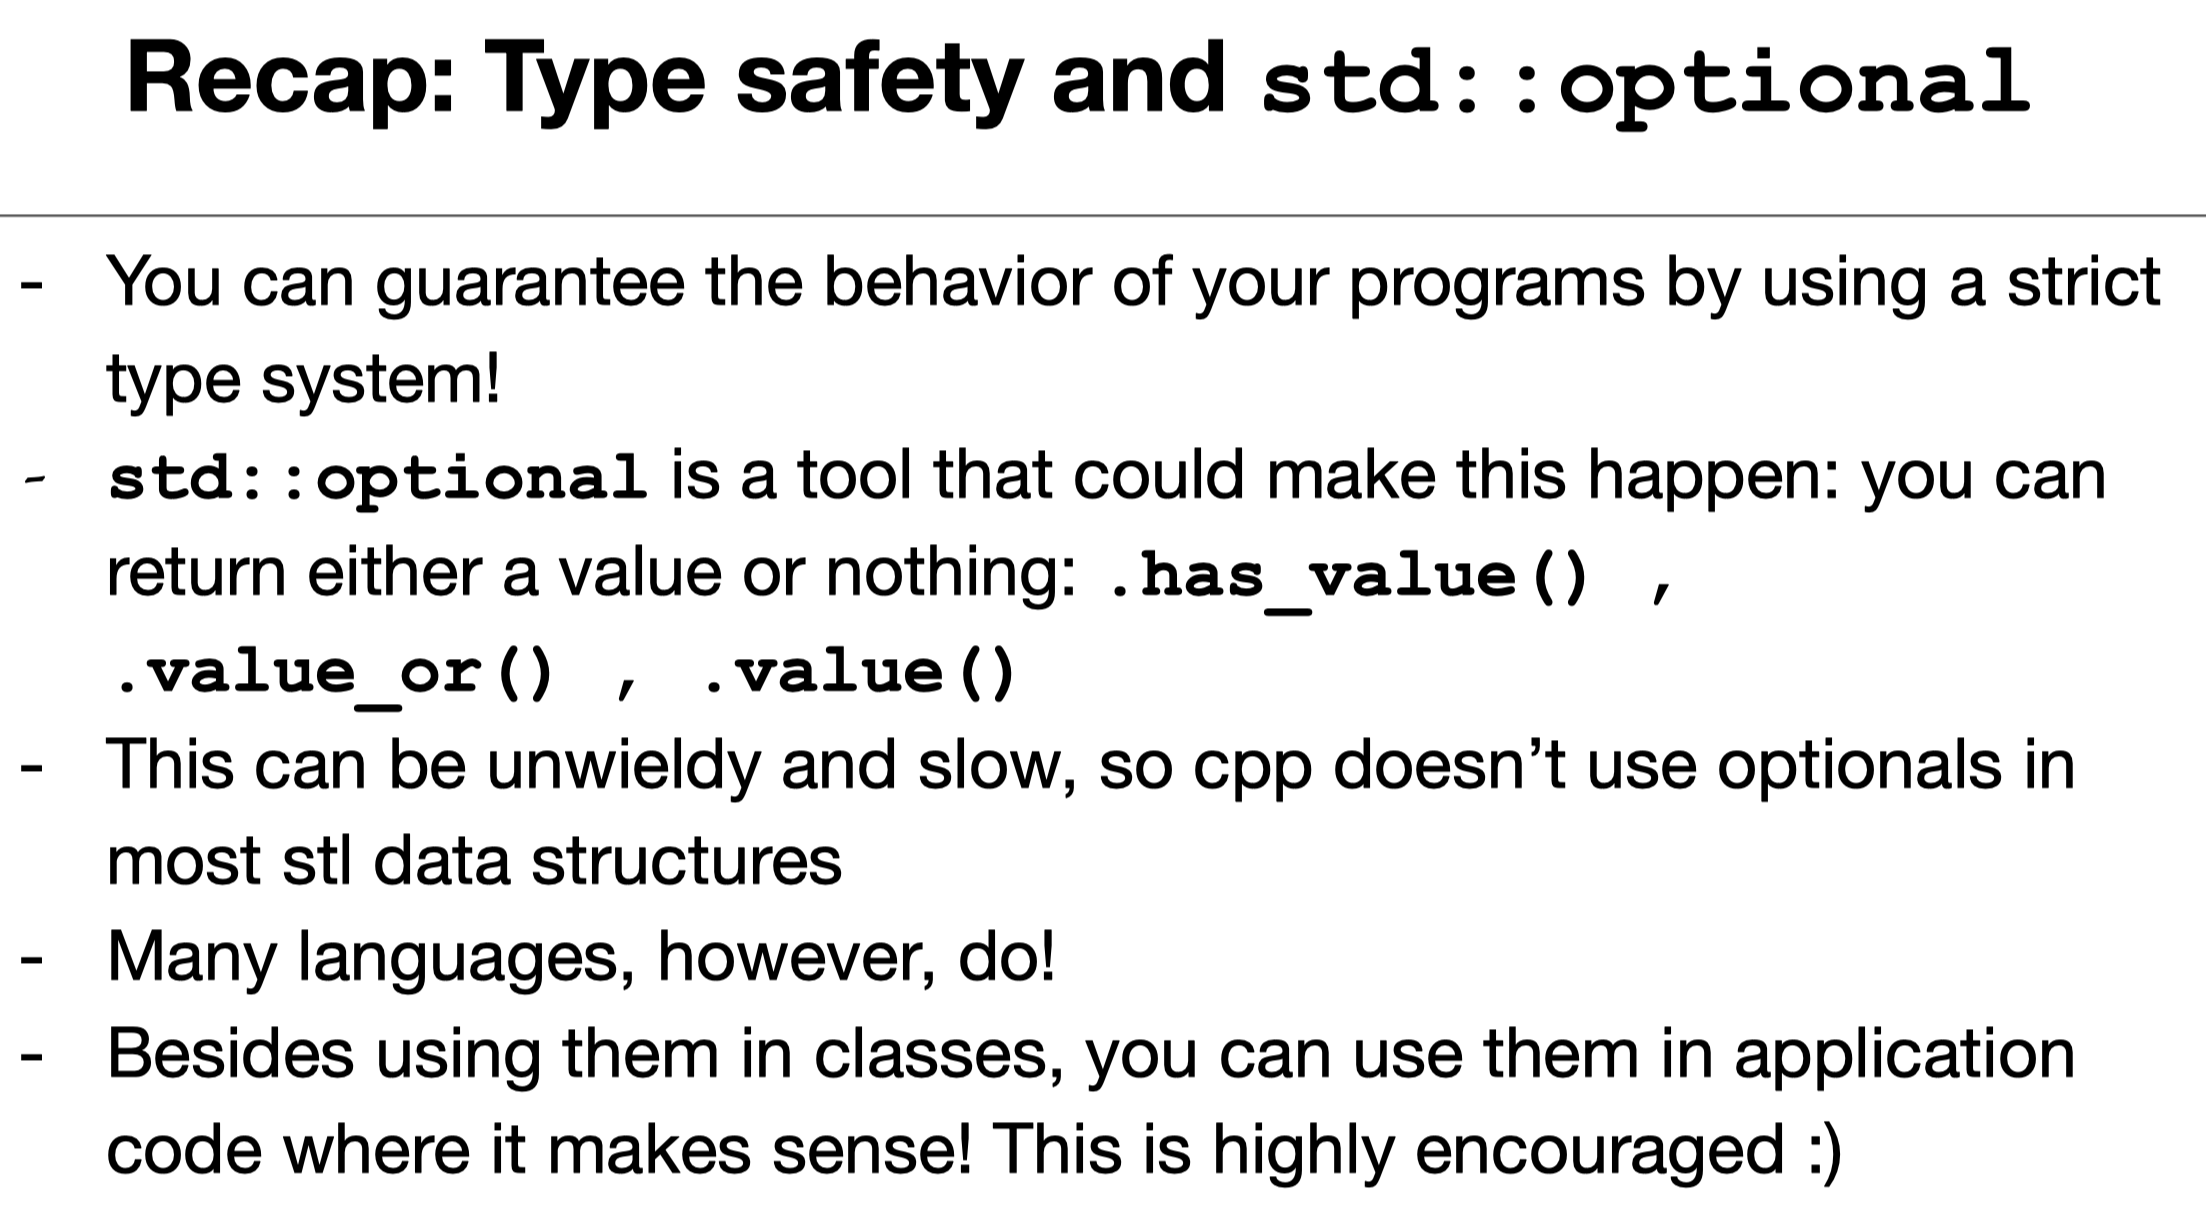 Recap: Type safety and std::optional
- You can guarantee the behavior of your programs by using a strict
type system!
- std::optional is a tool that could make this happen: you can
return either a value or nothing: .has_value() ,
.value_or() , .value()
- This can be unwieldy and slow, so cpp doesn’t use optionals in
most stl data structures
- Many languages, however, do!
- Besides using them in classes, you can use them in application
code where it makes sense! This is highly encouraged :)